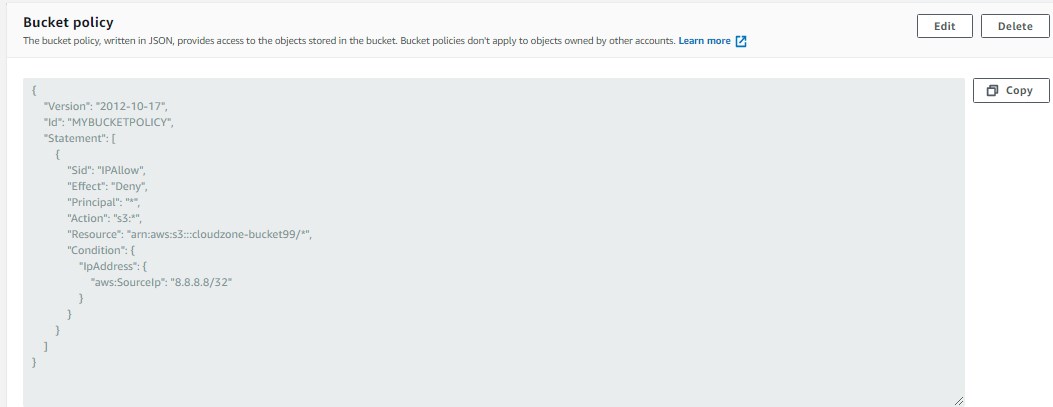 Bucket policy
Edit
Delete
The bucket policy, written in JSON, provides access to the objects stored in the bucket. Bucket policies don't apply to objects owned by other accounts. Learn more
Copy
{
"Version": "2012-10-17",
"Id": "MYBUCKETPOLICY",
"Statement": [
{
"Sid": "IPAllow",
"Effect": "Deny",
"Principal": "*",
"Action": "s3:*",
"Resource": "arn:aws:s3:::cloudzone-bucket99/*",
"Condition": {
"IpAddress": {
"aws:SourceIp": "8.8.8.8/32"
}
}
}
]
}